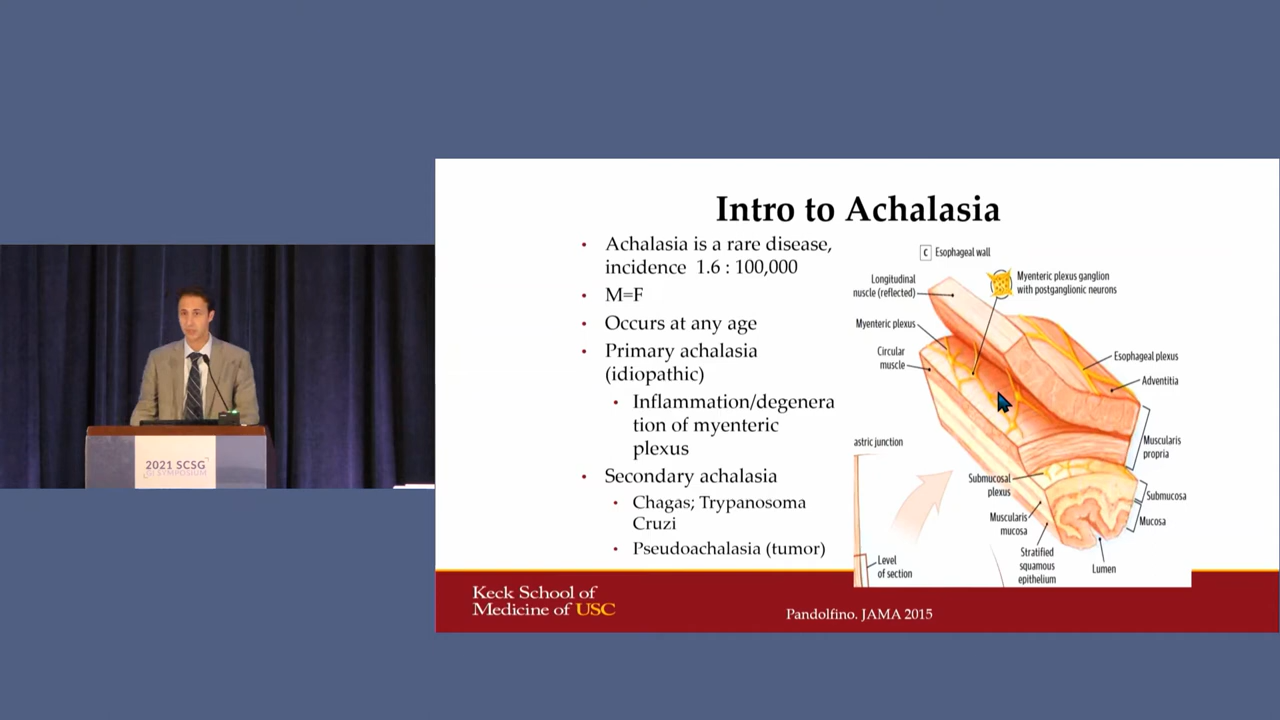 Intro to Achalasia
• Achalasia is a rare disease,
incidence 1.6 : 100,000
• M=F
• Occurs at any age
• Primary achalasia
(idiopathic)
• Inflammation/degenera
tion of myenteric
plexus
• Secondary achalasia
• Chagas; Trypanosoma
Cruzi
• Pseudoachalasia (tumor)
C Esophageal wall
Longitudinal
muscle (reflected)
Myenteric plexus ganglion
with postganglionic neurons
Myenteric plexus
Circular
muscle
Esophageal plexus
Adventitia
astric junction
Muscularis
propria
Submucosal
plexus
Submucosa
Muscularis
mucosa
Mucosa
Stratified
squamous
epithelium
Lumen
Level
of section
Keck School of
Medicine of USC
Pandolfino. JAMA 2015
2021 SCSG
GI SYMPOSIUM